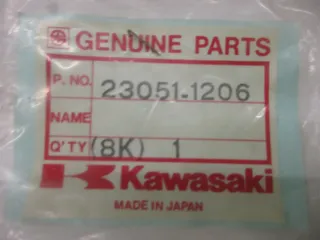 GENUINE PARTS
P. NO. 23051-1206
NAME
Q'TY (8K) 1
Kawasaki
MADE IN JAPAN